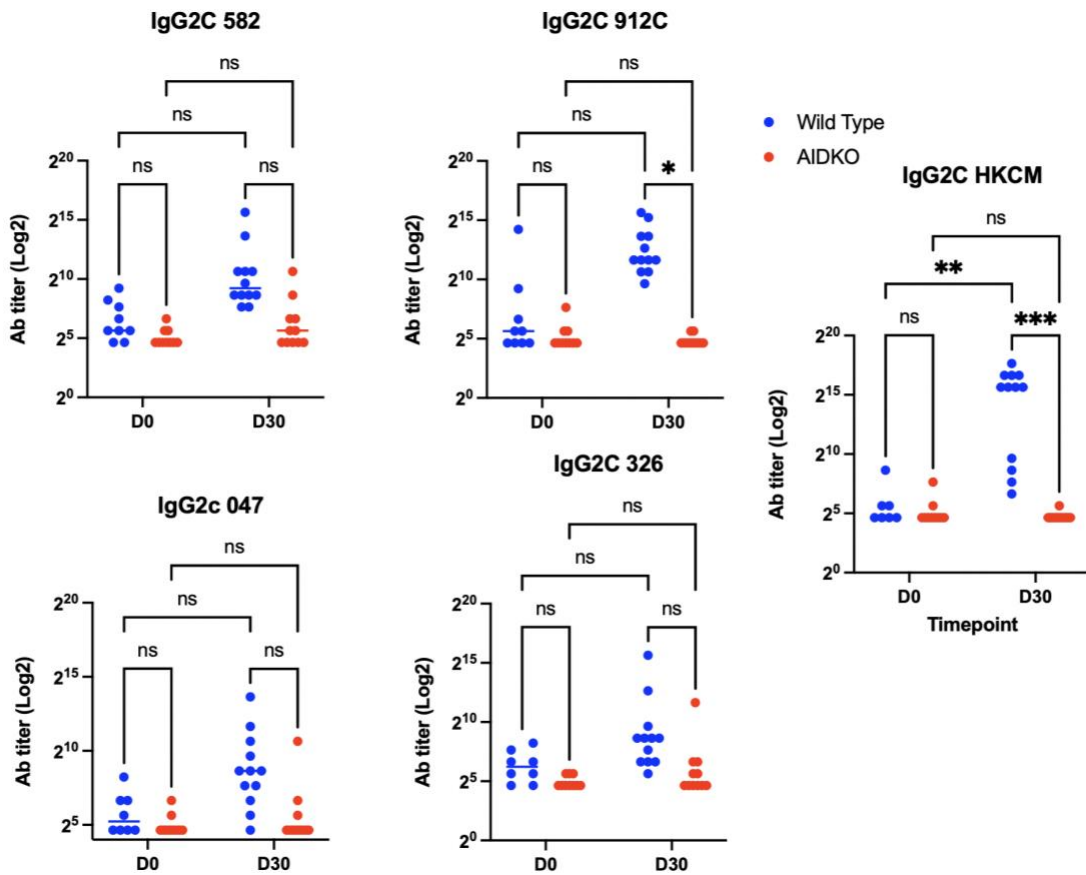 IgG2C 582
ns
ns
ns
ns
Ab titer (Log2)
2^20
2^15
2^10
2^5
2^0
D0
D30
IgG2C 912C
ns
ns
ns
*
Ab titer (Log2)
2^20
2^15
2^10
2^5
2^0
D0
D30
Wild Type
AIDKO
IgG2C HKCM
ns
**
ns
***
Ab titer (Log2)
2^20
2^15
2^10
2^5
2^0
D0
D30
Timepoint
IgG2c 047
ns
ns
ns
ns
Ab titer (Log2)
2^20
2^15
2^10
2^5
D0
D30
IgG2C 326
ns
ns
ns
ns
Ab titer (Log2)
2^20
2^15
2^10
2^5
2^0
D0
D30